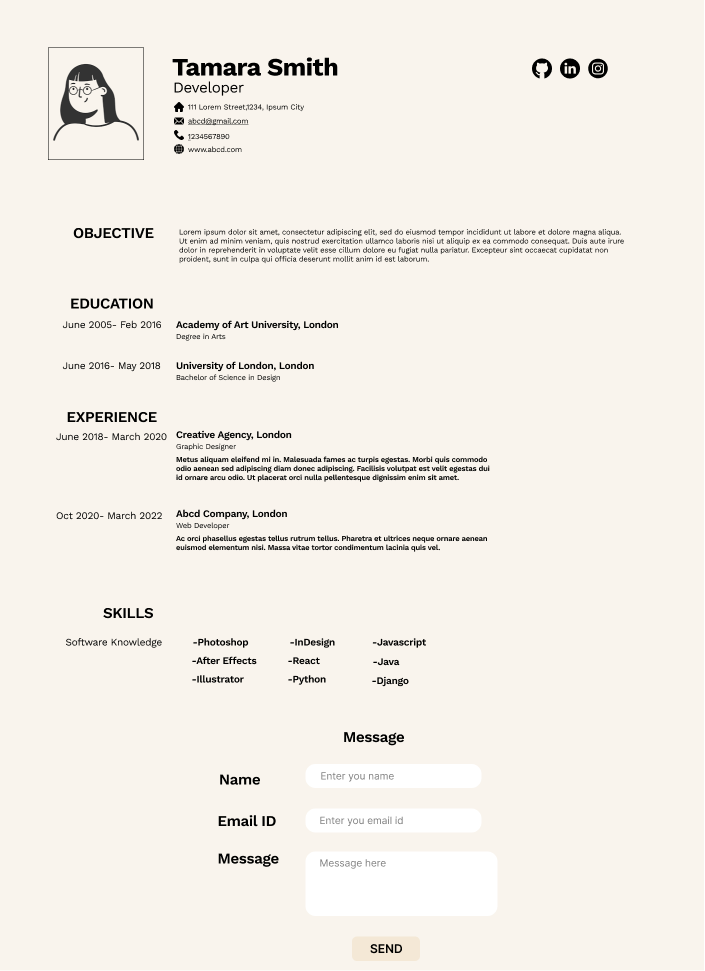 Tamara Smith
Developer
111 Lorem Street,1234, Ipsum City
abcd@gmail.com
1234567890
www.abcd.com
in
OBJECTIVE
Lorem ipsum dolor sit amet, consectetur adipiscing elit, sed do eiusmod tempor incididunt ut labore et dolore magna aliqua.
Ut enim ad minim veniam, quis nostrud exercitation ullamco laboris nisi ut aliquip ex ea commodo consequat. Duis aute irure
dolor in reprehenderit in voluptate velit esse cillum dolore eu fugiat nulla pariatur. Excepteur sint occaecat cupidatat non
proident, sunt in culpa qui officia deserunt mollit anim id est laborum.
EDUCATION
June 2005- Feb 2016
Academy of Art University, London
Degree in Arts
June 2016- May 2018
University of London, London
Bachelor of Science in Design
EXPERIENCE
June 2018- March 2020
Creative Agency, London
Graphic Designer
Metus aliquam eleifend mi in. Malesuada fames ac turpis egestas. Morbi quis commodo
odio aenean sed adipiscing diam donec adipiscing. Facilisis volutpat est velit egestas dui
id ornare arcu odio. Ut placerat orci nulla pellentesque dignissim enim sit amet.
Oct 2020- March 2022
Abcd Company, London
Web Developer
Ac orci phasellus egestas tellus rutrum tellus. Pharetra et ultrices neque ornare aenean
euismod elementum nisi. Massa vitae tortor condimentum lacinia quis vel.
SKILLS
Software Knowledge
-Photoshop -InDesign -Javascript
-After Effects -React -Java
-Illustrator -Python -Django
Message
Name
Enter you name
Email ID
Enter you email id
Message
Message here
SEND